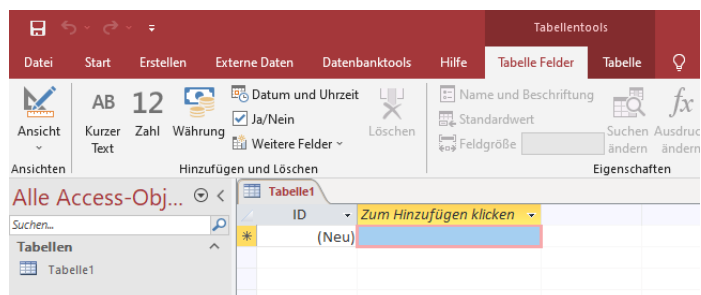 Tabellentools
Datei Start Erstellen Externe Daten Datenbanktools Hilfe Tabelle Felder Tabelle
Ansicht
Ansichten
AB
Kurzer
Text
12
Zahl
Währung
Datum und Uhrzeit
Ja/Nein
Weitere Felder
Löschen
Hinzufügen und Löschen
Name und Beschriftung
Standardwert
Feldgröße
Suchen
ändern
fx
Ausdruc
ändern
Eigenschaften
Alle Access-Obj...
Suchen...
Tabellen
Tabelle1
Tabelle1
ID Zum Hinzufügen klicken
(Neu)